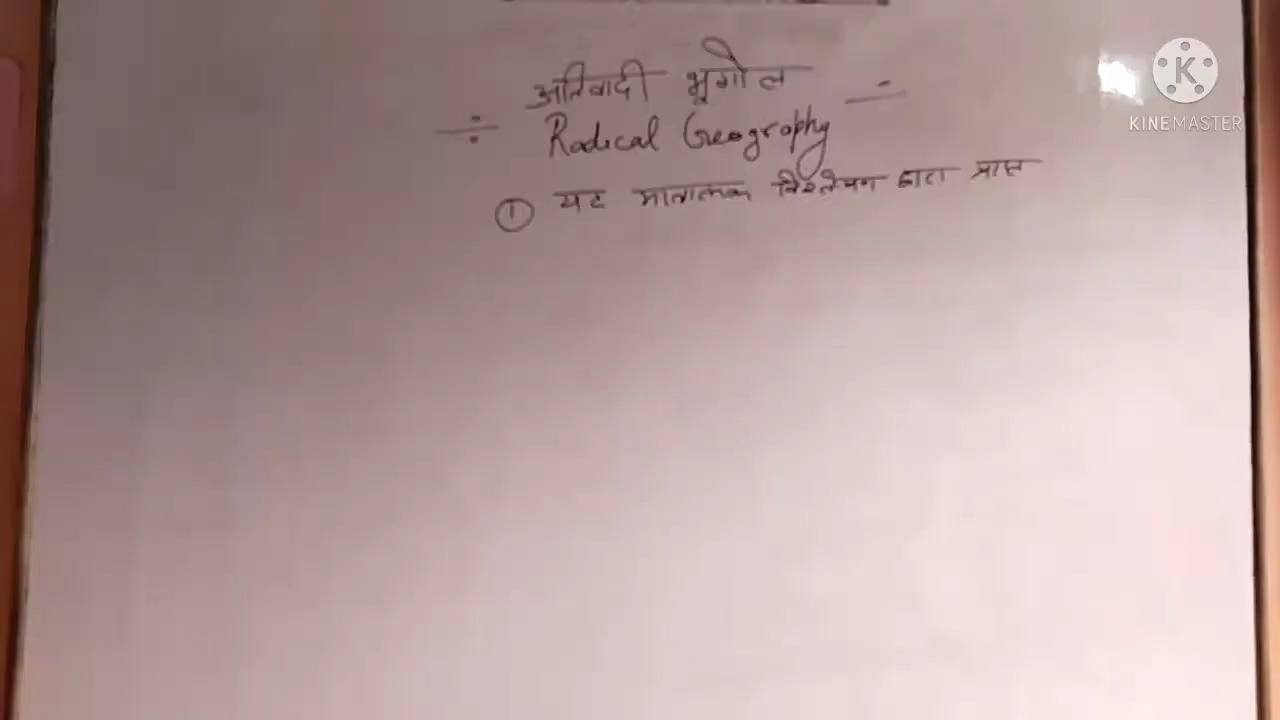 अतिवादी भूगोल
÷ Radical Geography ÷
① यह मात्रात्मक विश्लेषण द्वारा प्राप्त
K
KINEMASTER